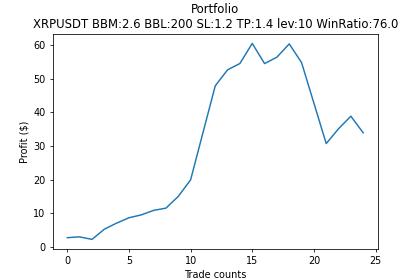 Portfolio
XRPUSDT BBM:2.6 BBL:200 SL:1.2 TP:1.4 lev:10 WinRatio:76.0
60
50
40
30
20
10
0
Profit ($)
0 5 10 15 20 25
Trade counts